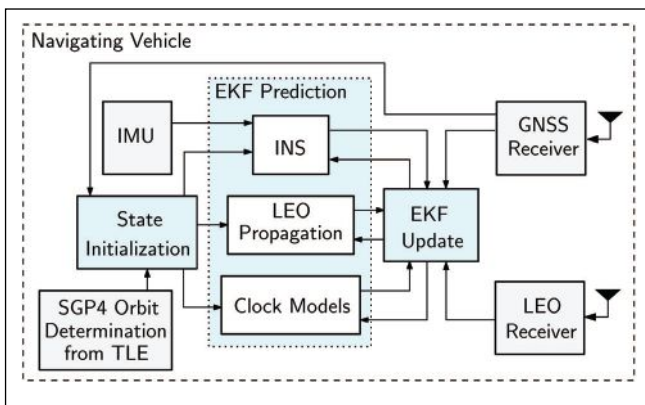 Navigating Vehicle
EKF Prediction
IMU
INS
GNSS
Receiver
State
Initialization
LEO
Propagation
EKF
Update
SGP4 Orbit
Determination
from TLE
Clock Models
LEO
Receiver